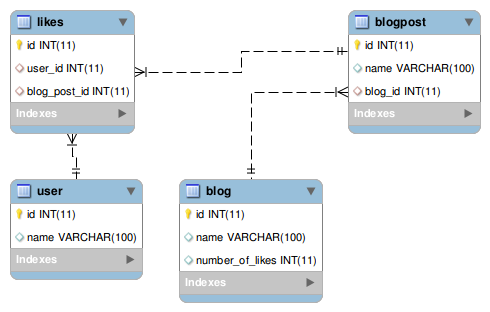 likes
id INT(11)
user_id INT(11)
blog_post_id INT(11)
Indexes
blogpost
id INT(11)
name VARCHAR(100)
blog_id INT(11)
Indexes
user
id INT(11)
name VARCHAR(100)
Indexes
blog
id INT(11)
name VARCHAR(100)
number_of_likes INT(11)
Indexes